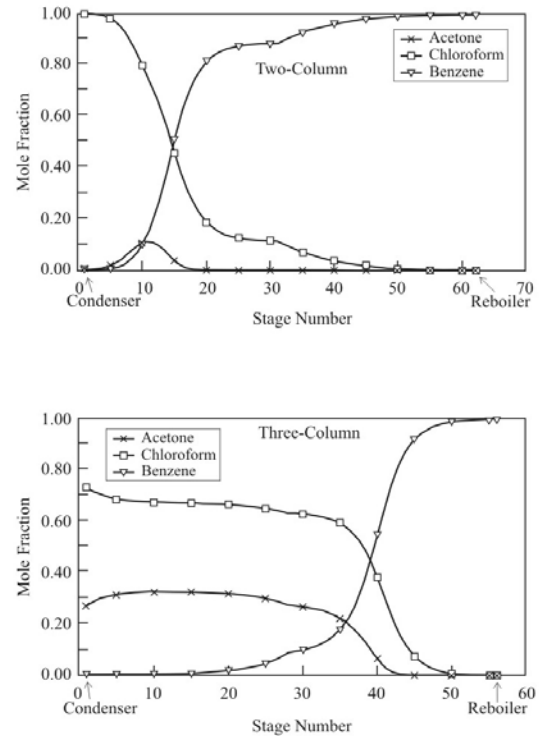 1.00
0.80
0.60
0.40
0.20
0.00
Mole Fraction
Two-Column
Acetone
Chloroform
Benzene
0 10 20 30 40 50 60 70
Condenser
Reboiler
Stage Number
1.00
0.80
0.60
0.40
0.20
0.00
Mole Fraction
Three-Column
Acetone
Chloroform
Benzene
0 10 20 30 40 50 60
Condenser
Reboiler
Stage Number